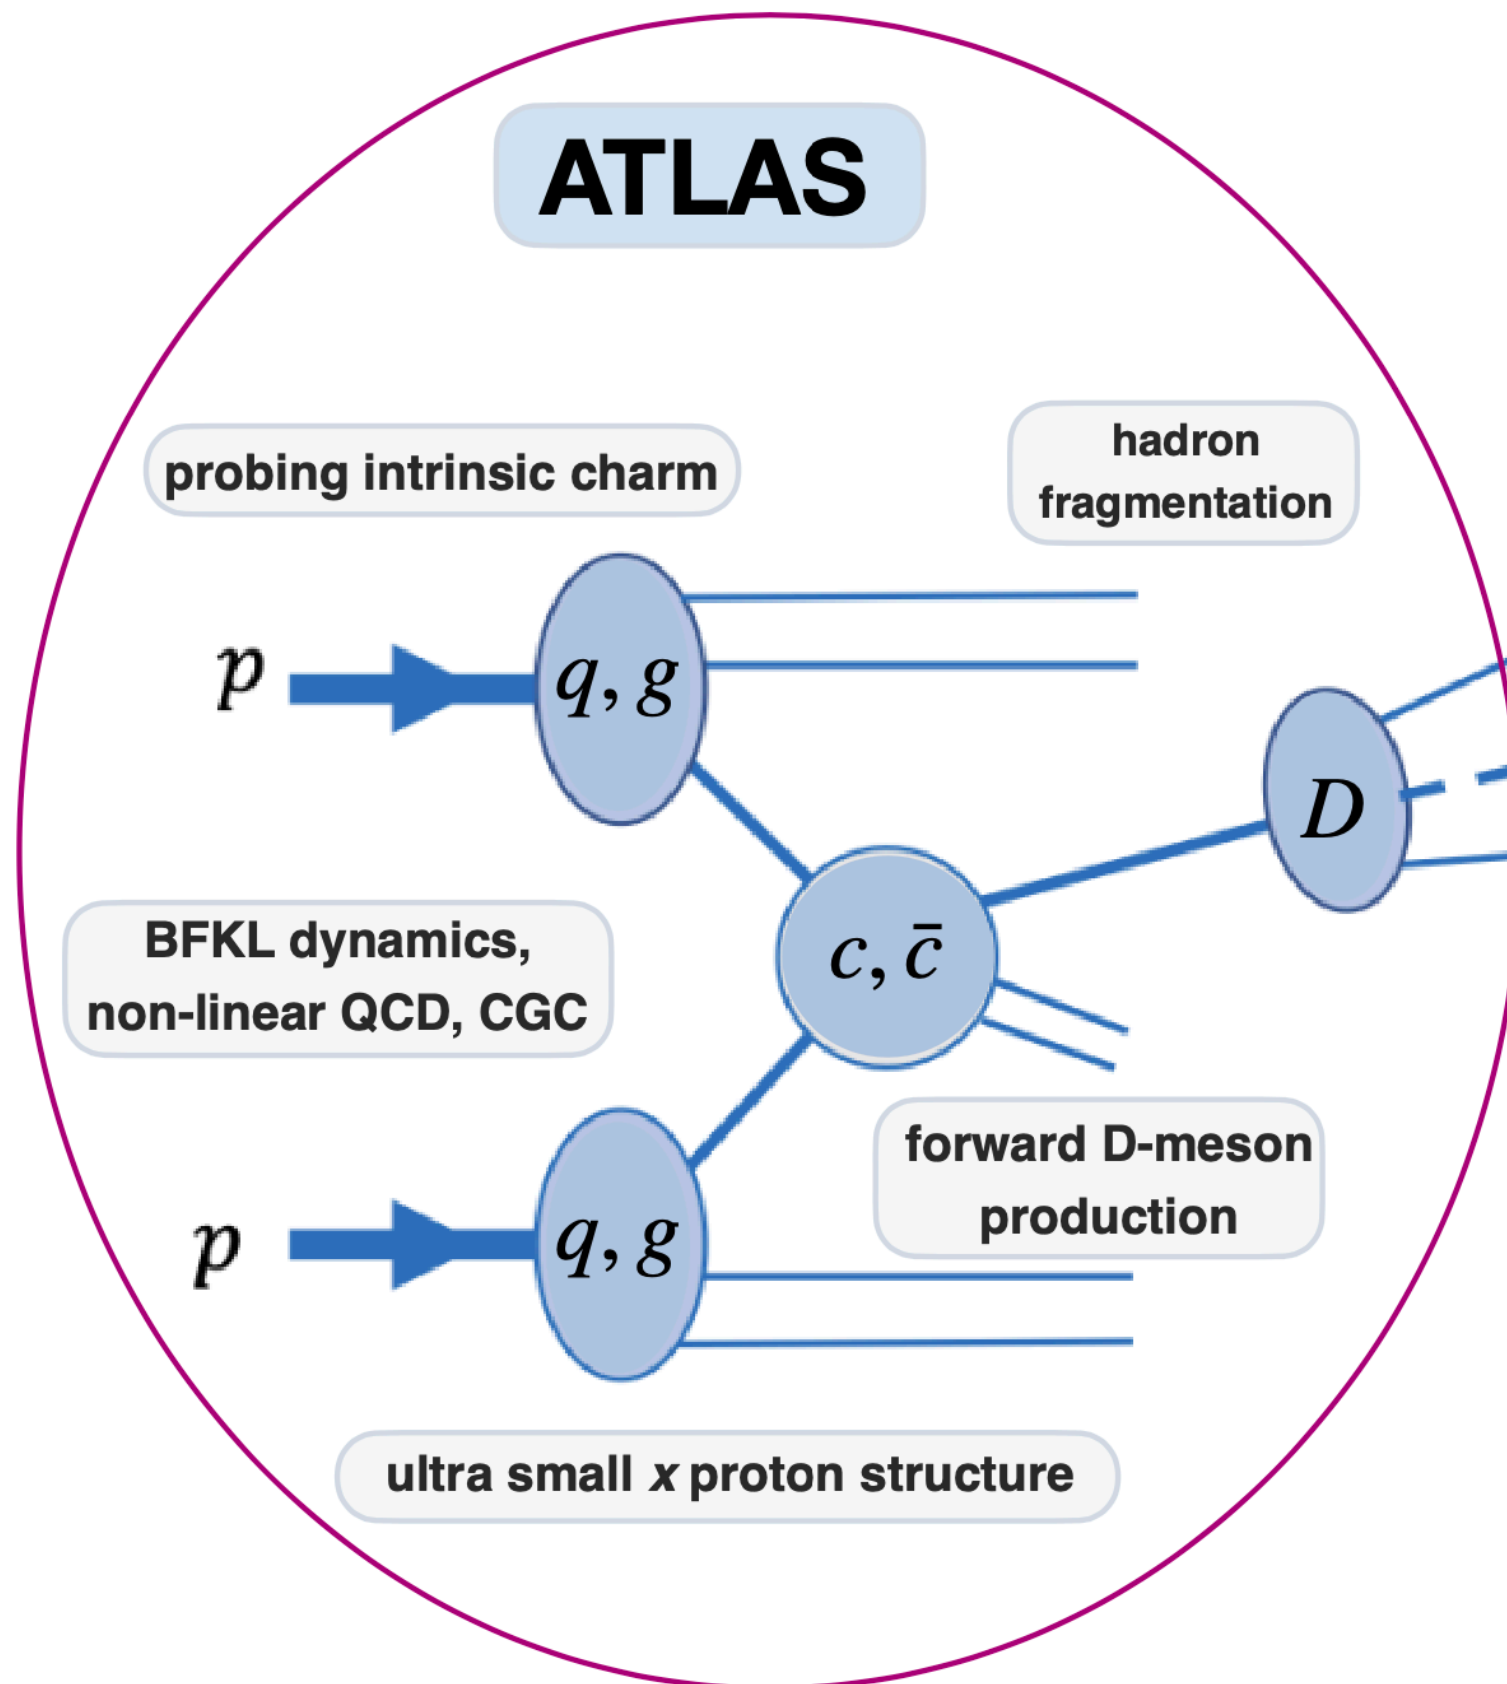 ATLAS
probing intrinsic charm
hadron
fragmentation
p
q, g
D
BFKL dynamics,
non-linear QCD, CGC
c, c̄
forward D-meson
production
p
q, g
ultra small x proton structure